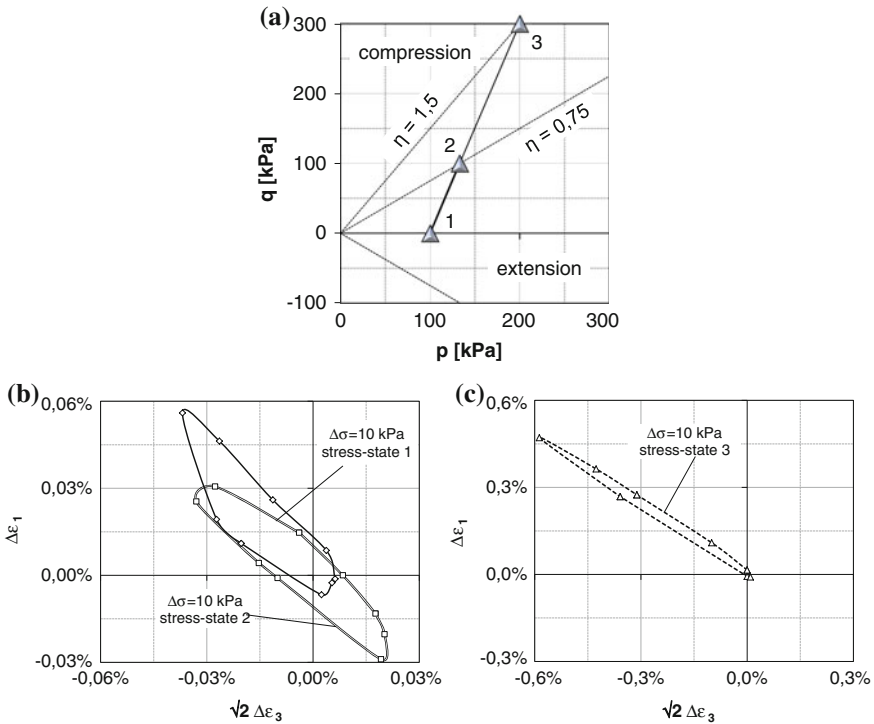 (a)
300
300
200
100
0
-100
q [kPa]
compression
3
η = 1,5
2
η = 0,75
1
extension
0
100
200
300
p [kPa]
(b)
0,06%
0,03%
0,00%
-0,03%
Δε1
Δσ=10 kPa
stress-state 1
Δσ=10 kPa
stress-state 2
-0,06%
-0,03%
0,00%
0,03%
√2 Δε3
(c)
0,6%
0,3%
0,0%
-0,3%
Δε1
Δσ=10 kPa
stress-state 3
-0,6%
-0,3%
0,0%
0,3%
√2 Δε3